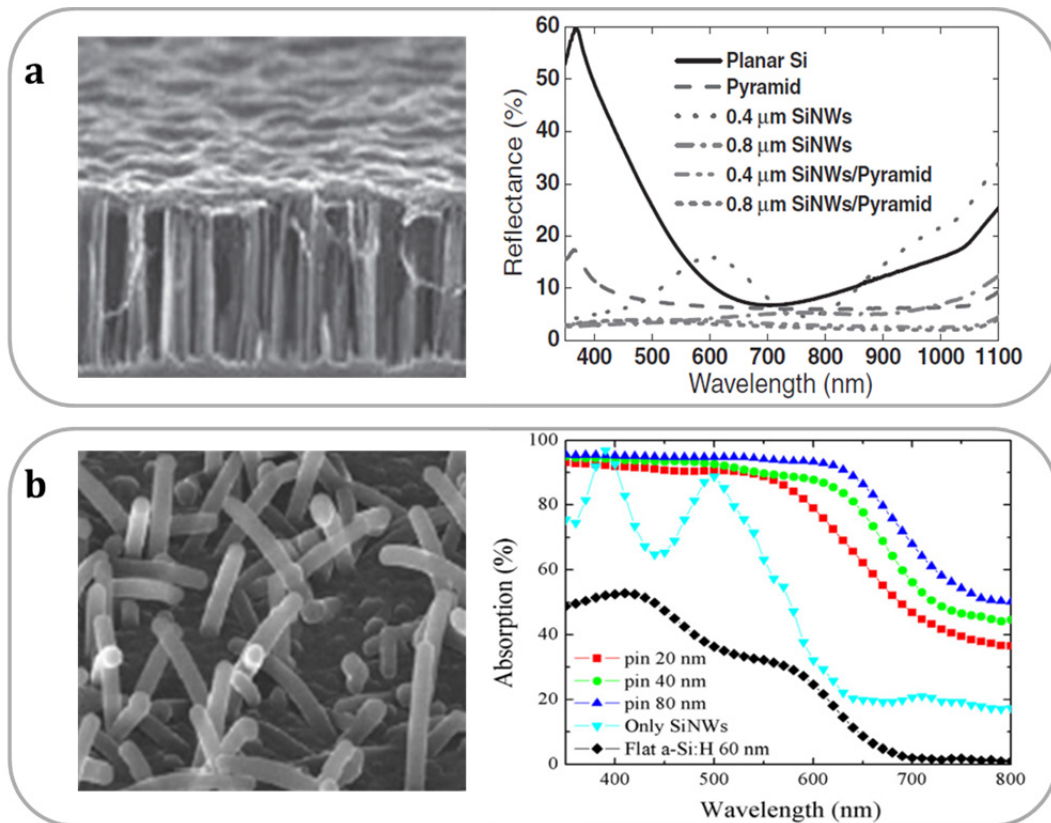 a
Reflectance (%)
60
50
40
30
20
10
0
Planar Si
Pyramid
0.4 μm SiNWs
0.8 μm SiNWs
0.4 μm SiNWs/Pyramid
0.8 μm SiNWs/Pyramid
400 500 600 700 800 900 1000 1100
Wavelength (nm)
b
Absorption (%)
100
80
60
40
20
0
pin 20 nm
pin 40 nm
pin 80 nm
Only SiNWs
Flat a-Si:H 60 nm
400 500 600 700 800
Wavelength (nm)